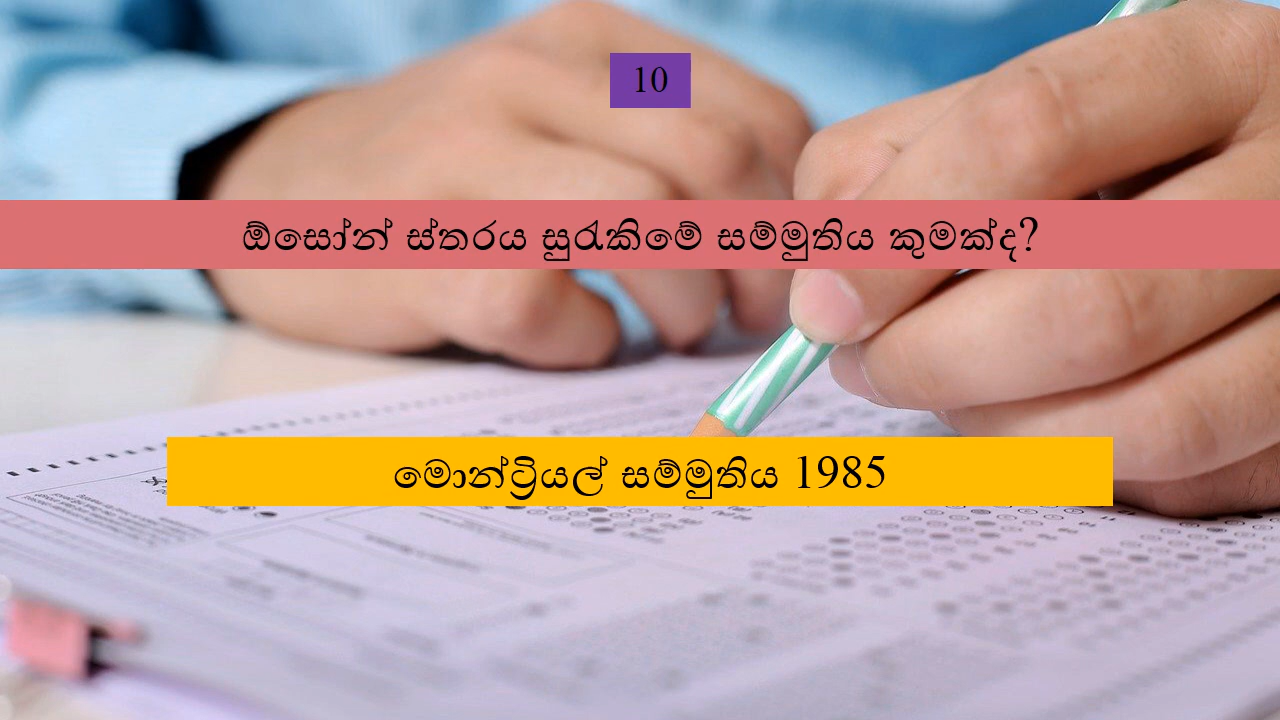 10
ඕසෝන් ස්තරය සුරැකිමේ සම්මුතිය කුමක්ද?
මොන්ට්‍රියල් සම්මුතිය 1985